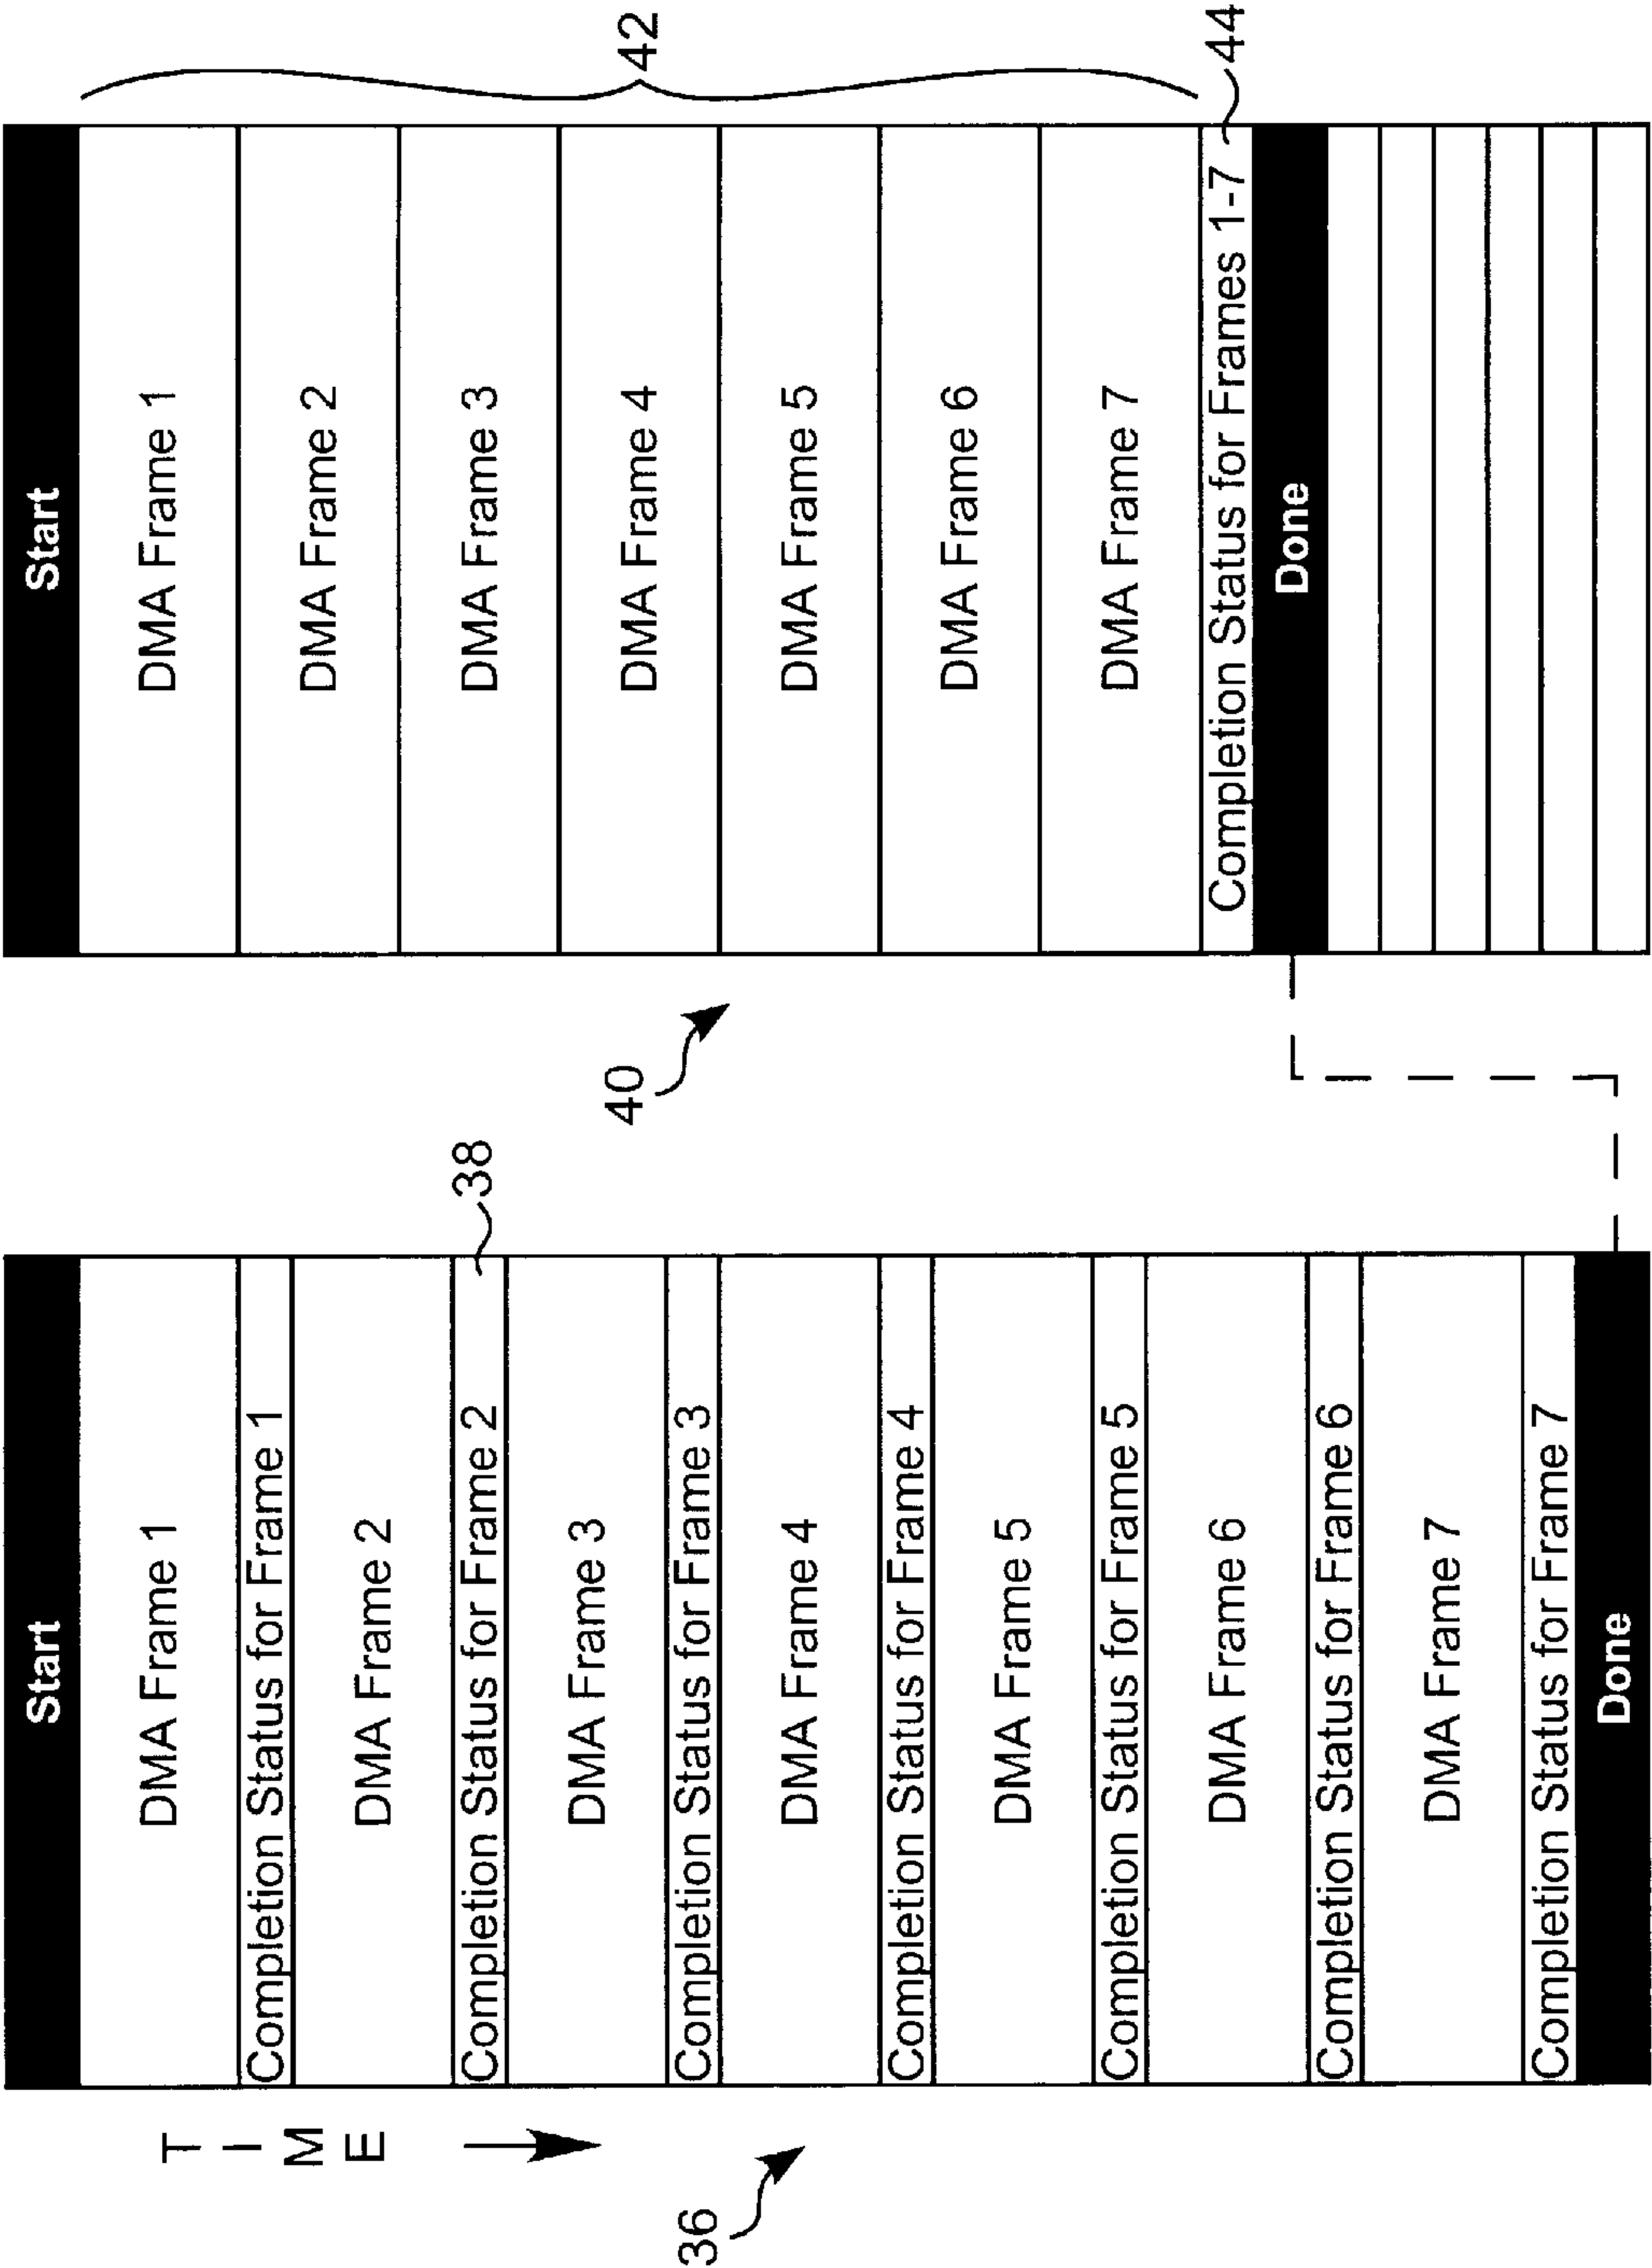 TIME
36
Start
DMA Frame 1
Completion Status for Frame 1
DMA Frame 2
Completion Status for Frame 2
38
DMA Frame 3
Completion Status for Frame 3
DMA Frame 4
Completion Status for Frame 4
DMA Frame 5
Completion Status for Frame 5
DMA Frame 6
Completion Status for Frame 6
DMA Frame 7
Completion Status for Frame 7
Done
40
Start
DMA Frame 1
DMA Frame 2
DMA Frame 3
DMA Frame 4
42
DMA Frame 5
DMA Frame 6
DMA Frame 7
Completion Status for Frames 1-7
44
Done